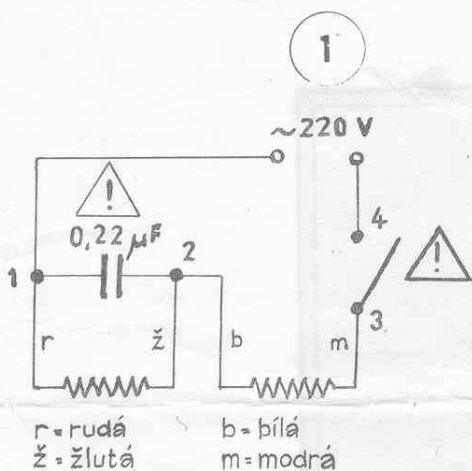 1
~220 V
!
0,22 µF
1
2
4
!
3
r
ž
b
m
r = rudá
b = bílá
ž = žlutá
m = modrá